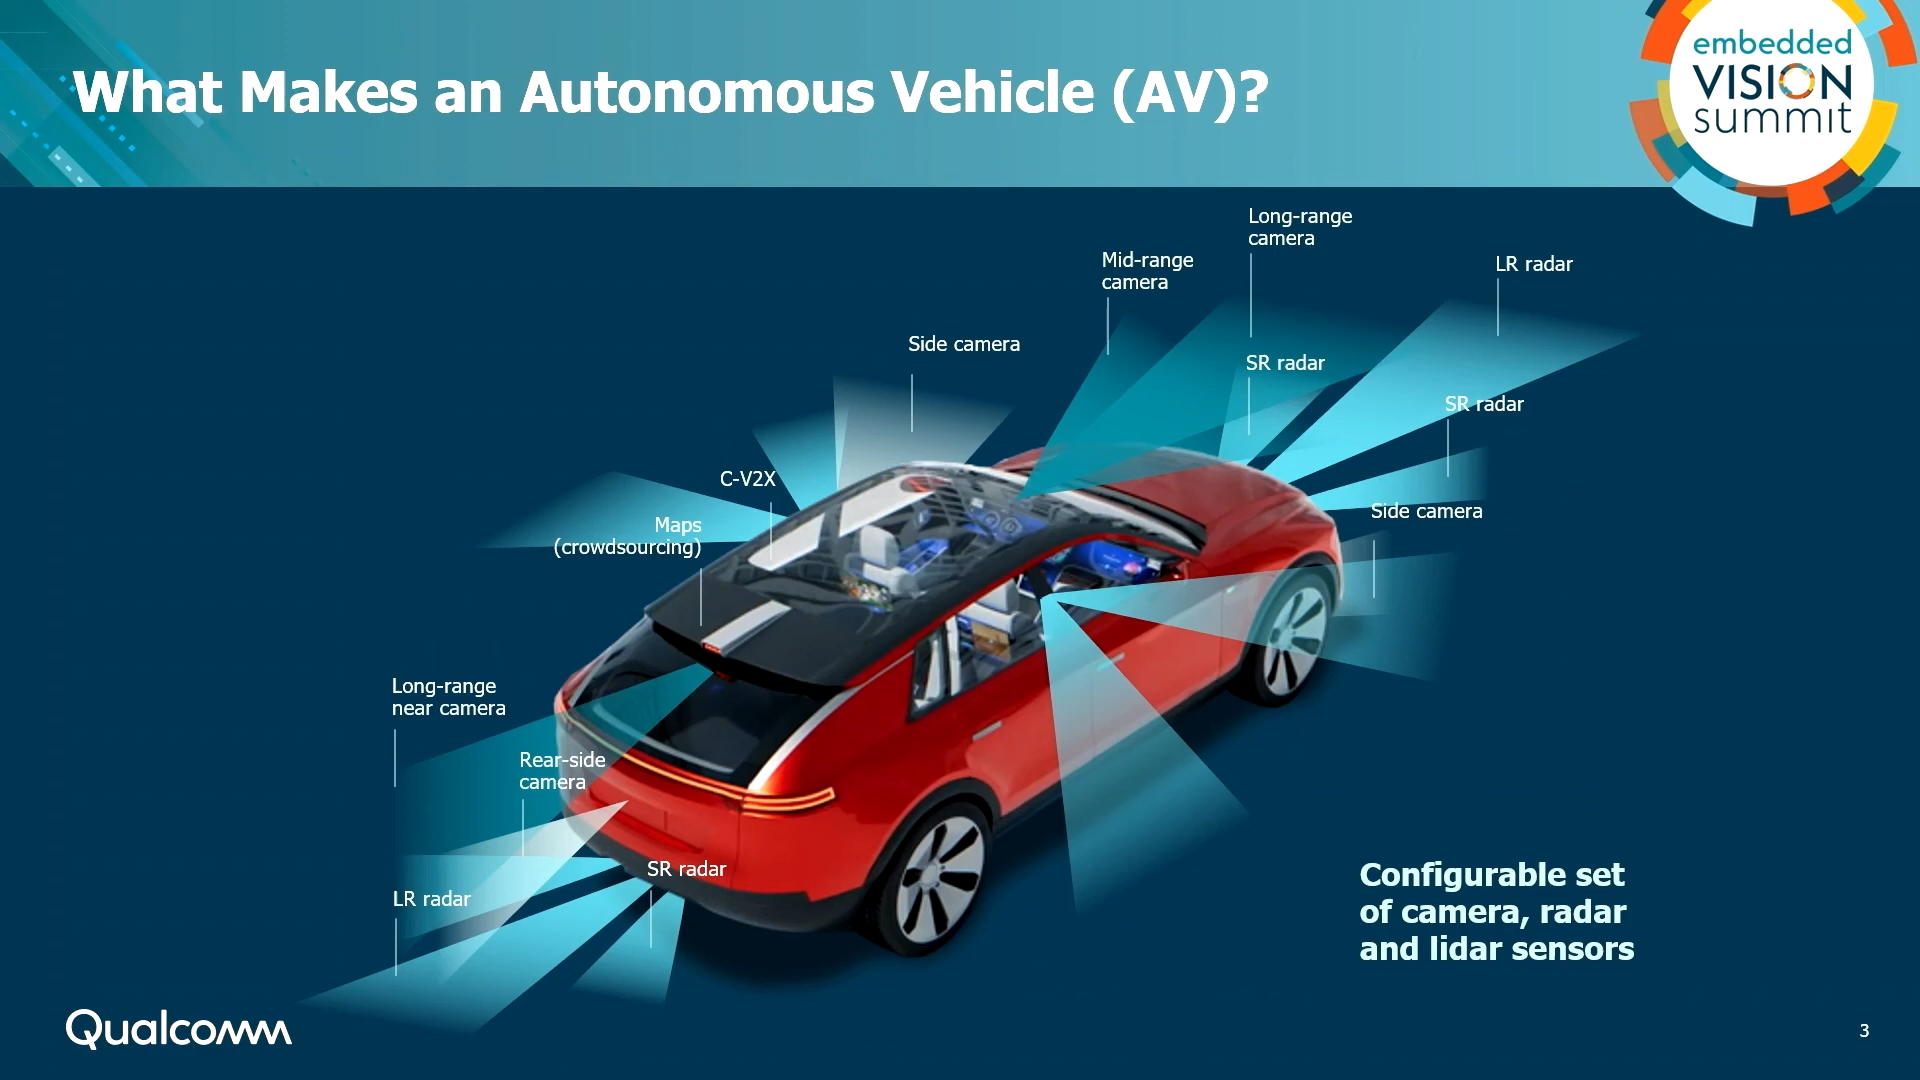 What Makes an Autonomous Vehicle (AV)?
embedded
VISION
summit
Long-range
camera
Mid-range
camera
LR radar
Side camera
SR radar
SR radar
C-V2X
Side camera
Maps
(crowdsourcing)
Long-range
near camera
Rear-side
camera
SR radar
LR radar
Configurable set
of camera, radar
and lidar sensors
Qualcomm
3